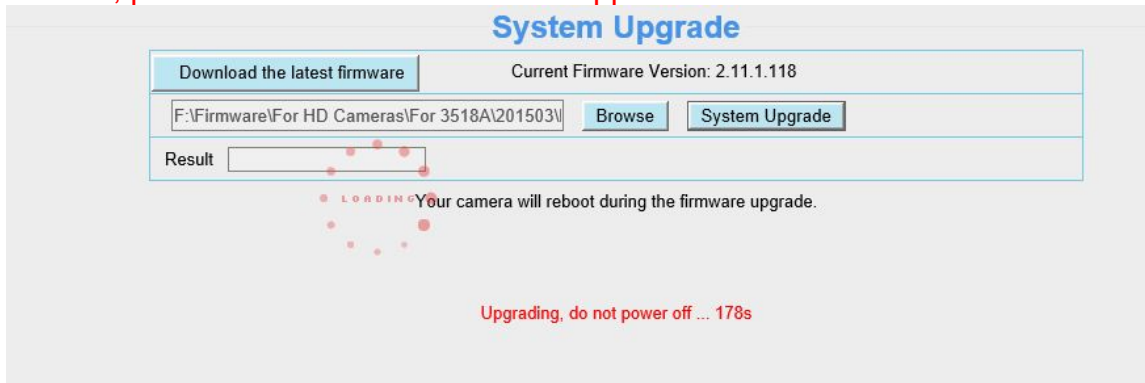 System Upgrade
Download the latest firmware
Current Firmware Version: 2.11.1.118
F:\Firmware\For HD Cameras\For 3518A\201503\
Browse
System Upgrade
Result
LOADING
Your camera will reboot during the firmware upgrade.
Upgrading, do not power off ... 178s